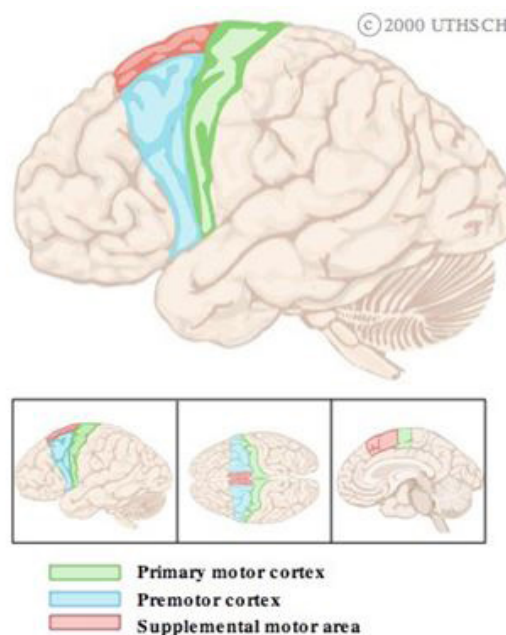 © 2000 UTHSCH
Primary motor cortex
Premotor cortex
Supplemental motor area